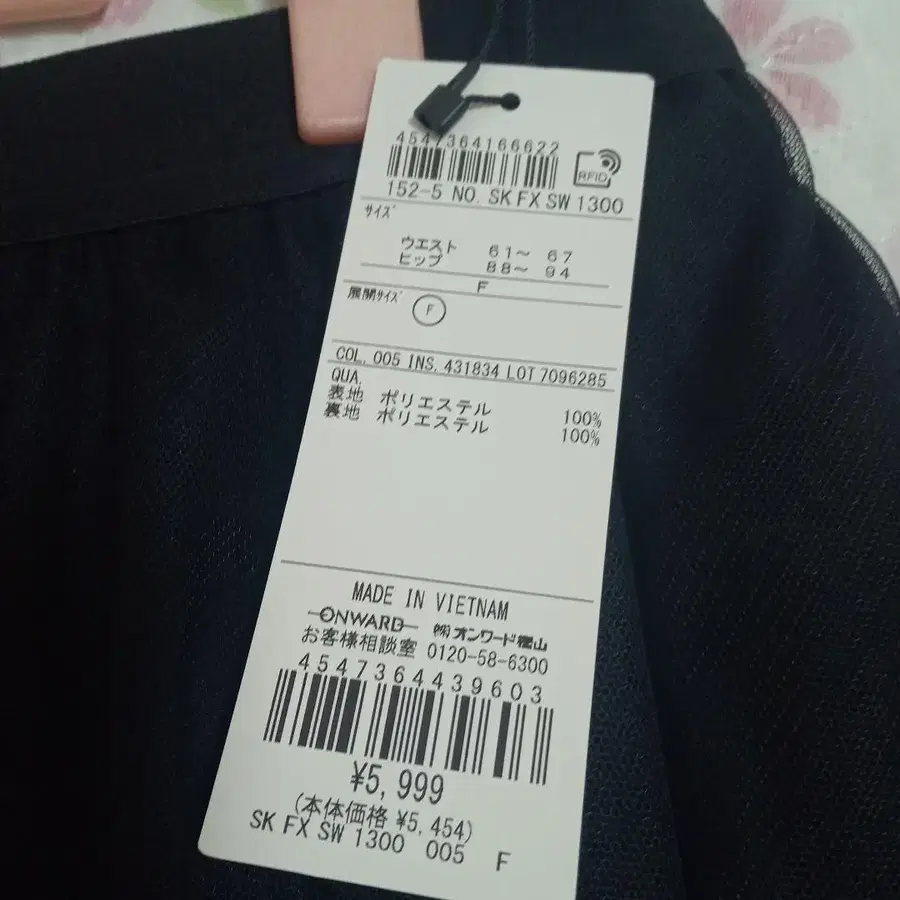 4547364166622
RFID
152-5 NO. SK FX SW 1300
サイズ
ウエスト 61～ 67
ヒップ 88～ 94
F
展開サイズ
F
COL. 005 INS. 431834 LOT 7096285
QUA.
表地 ポリエステル 100%
裏地 ポリエステル 100%
MADE IN VIETNAM
ONWARD ㈱オンワード樫山
お客様相談室 0120-58-6300
4547364439603
¥5,999
(本体価格 ¥5,454)
SK FX SW 1300 005 F